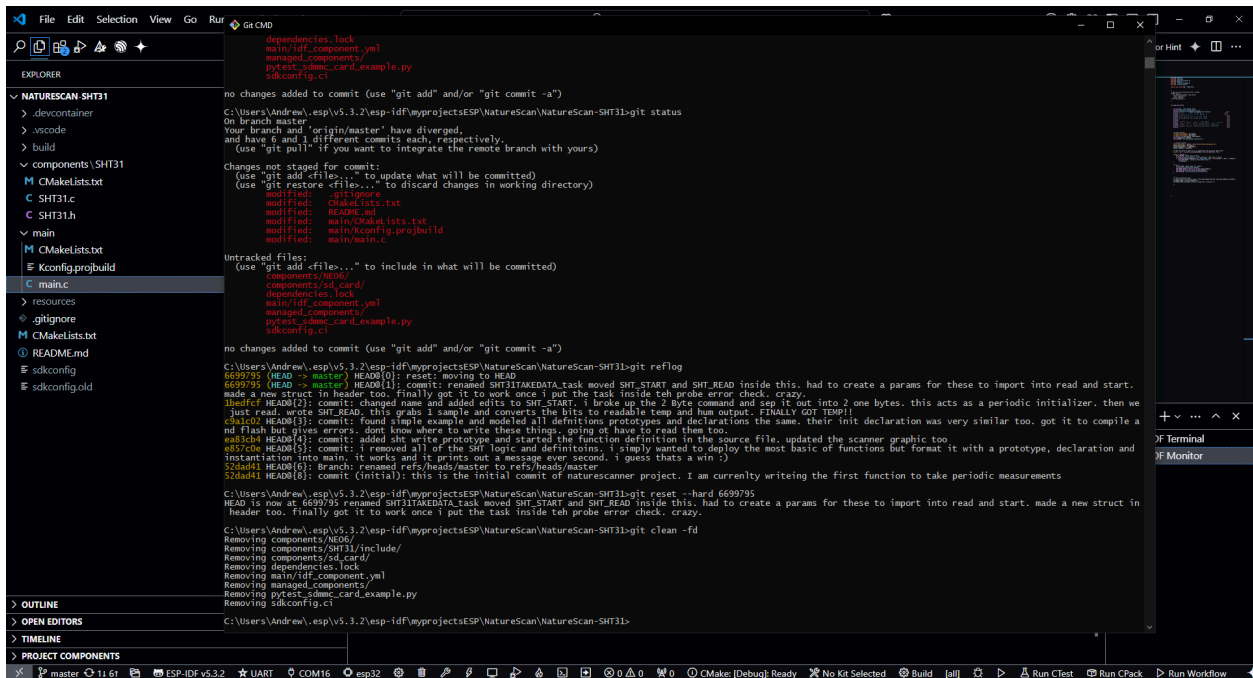 File Edit Selection View Go Run
Git CMD
EXPLORER
NATURESCAN-SHT31
.devcontainer
.vscode
build
components\SHT31
CMakeLists.txt
SHT31.c
SHT31.h
main
CMakeLists.txt
Kconfig.projbuild
main.c
resources
.gitignore
CMakeLists.txt
README.md
sdkconfig
sdkconfig.old
OUTLINE
OPEN EDITORS
TIMELINE
PROJECT COMPONENTS
dependencies.lock
main/idf_component.yml
managed_components/
pytest_sdmmc_card_example.py
sdkconfig.ci
no changes added to commit (use "git add" and/or "git commit -a")
C:\Users\Andrew\.esp\v5.3.2\esp-idf\myprojectsESP\NatureScan\NatureScan-SHT31>git status
On branch master
Your branch and 'origin/master' have diverged,
and have 6 and 1 different commits each, respectively.
(use "git pull" if you want to integrate the remote branch with yours)
Changes not staged for commit:
(use "git add <file>..." to update what will be committed)
(use "git restore <file>..." to discard changes in working directory)
modified: .gitignore
modified: CMakeLists.txt
modified: README.md
modified: main/CMakeLists.txt
modified: main/Kconfig.projbuild
modified: main/main.c
Untracked files:
(use "git add <file>..." to include in what will be committed)
components/NEO6/
components/sd_card/
dependencies.lock
main/idf_component.yml
managed_components/
pytest_sdmmc_card_example.py
sdkconfig.ci
no changes added to commit (use "git add" and/or "git commit -a")
C:\Users\Andrew\.esp\v5.3.2\esp-idf\myprojectsESP\NatureScan\NatureScan-SHT31>git reflog
6699795 (HEAD -> master) HEAD@{0}: reset: moving to HEAD
6699795 (HEAD -> master) HEAD@{1}: commit: renamed SHT31TAKEDATA_task moved SHT_START and SHT_READ inside this. had to create a params for these to import into read and start.
made a new struct in header too. finally got it to work once i put the task inside teh probe error check. crazy.
1bedfcf HEAD@{2}: commit: changed name and added edits to SHT_START. i broke up the 2 Byte command and sep it out into 2 one bytes. this acts as a periodic initializer. then we
just read. wrote SHT_READ. this grabs 1 sample and converts the bits to readable temp and hum output. FINALLY GOT TEMP!!
c9a1c02 HEAD@{3}: commit: found simple example and modeled all definitions prototypes and declarations the same. their init declaration was very similar too. got it to compile a
nd flash but gives errors. dont know where to write these things. going ot have to read them too.
ea83cb4 HEAD@{4}: commit: added sht write prototype and started the function definition in the source file. updated the scanner graphic too
e857c0e HEAD@{5}: commit: i removed all of the SHT logic and definitoins. i simply wanted to deploy the most basic of functions but format it with a prototype, declaration and
instantiation into main. it works and it prints out a message ever second. i guess thats a win :)
52dad41 HEAD@{6}: Branch: renamed refs/heads/master to refs/heads/master
52dad41 HEAD@{8}: commit (initial): this is the initial commit of naturescanner project. I am currenlty writeing the first function to take periodic measurements
C:\Users\Andrew\.esp\v5.3.2\esp-idf\myprojectsESP\NatureScan\NatureScan-SHT31>git reset --hard 6699795
HEAD is now at 6699795 renamed SHT31TAKEDATA_task moved SHT_START and SHT_READ inside this. had to create a params for these to import into read and start. made a new struct in
header too. finally got it to work once i put the task inside teh probe error check. crazy.
C:\Users\Andrew\.esp\v5.3.2\esp-idf\myprojectsESP\NatureScan\NatureScan-SHT31>git clean -fd
Removing components/NEO6/
Removing components/SHT31/include/
Removing components/sd_card/
Removing dependencies.lock
Removing main/idf_component.yml
Removing managed_components/
Removing pytest_sdmmc_card_example.py
Removing sdkconfig.ci
C:\Users\Andrew\.esp\v5.3.2\esp-idf\myprojectsESP\NatureScan\NatureScan-SHT31>
or Hint
DF Terminal
DF Monitor
master 1↓ 6↑ ESP-IDF v5.3.2 UART COM16 esp32 0 0 0 CMake: [Debug]: Ready No Kit Selected Build [all] Run CTest Run CPack Run Workflow